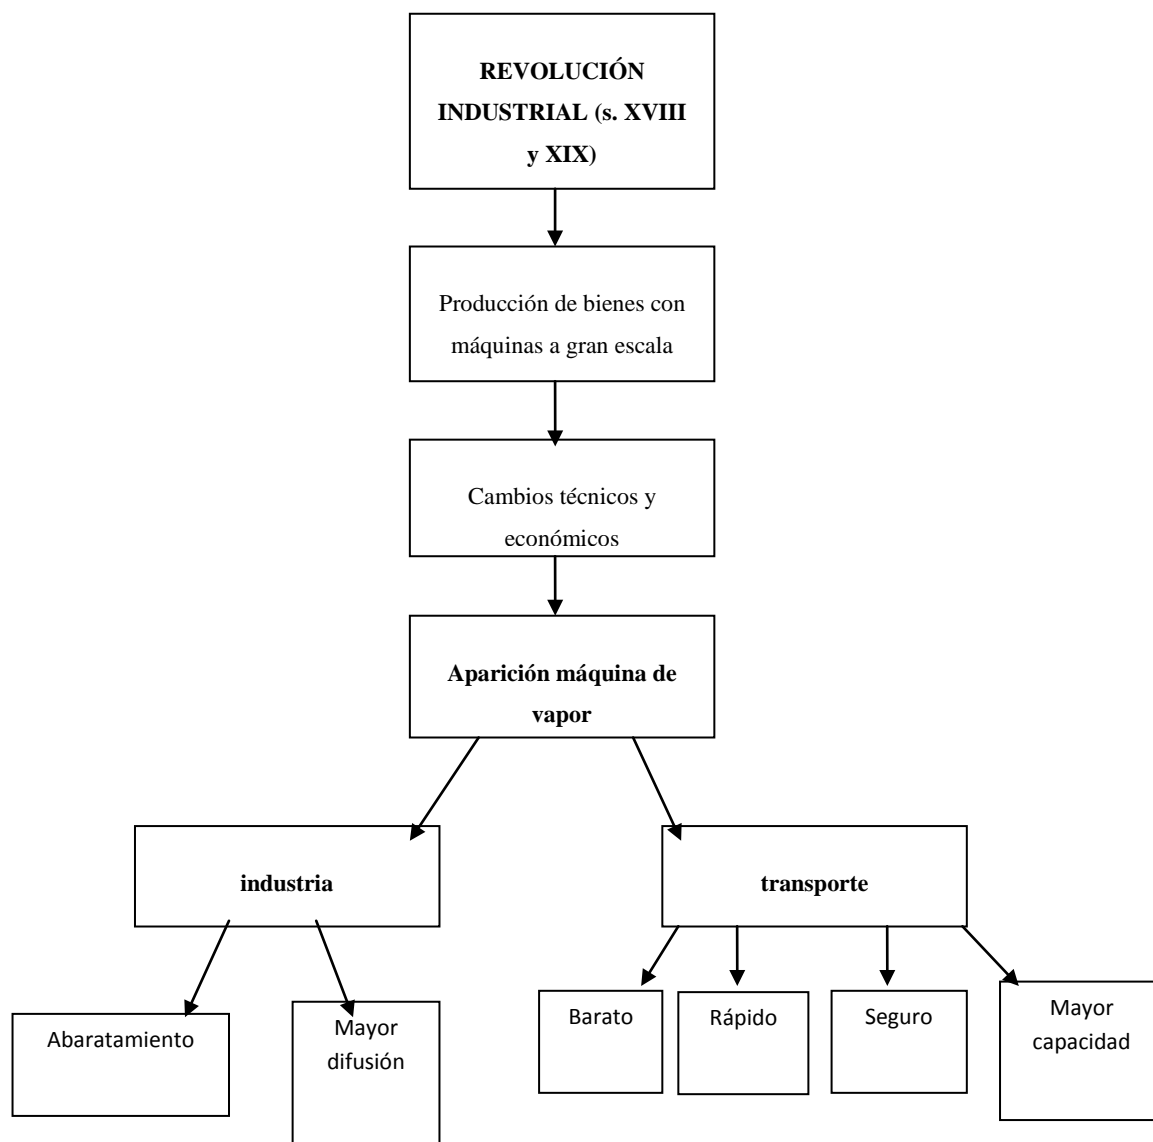 REVOLUCIÓN
INDUSTRIAL (s. XVIII
y XIX)
Producción de bienes con
máquinas a gran escala
Cambios técnicos y
económicos
Aparición máquina de
vapor
industria
transporte
Abaratamiento
Mayor
difusión
Barato
Rápido
Seguro
Mayor
capacidad